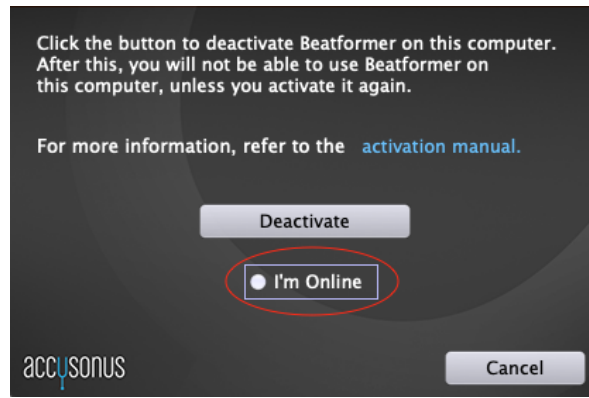 Click the button to deactivate Beatformer on this computer.
After this, you will not be able to use Beatformer on
this computer, unless you activate it again.
For more information, refer to the activation manual.
Deactivate
I'm Online
accusonus
Cancel